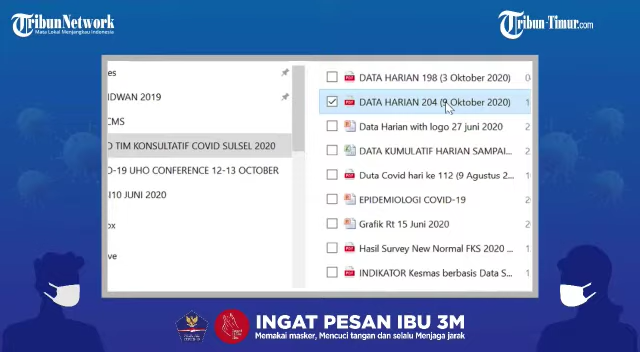 TribunNetwork
Mata Lokal Menjangkau Indonesia
Tribun-Timur.com
es
DWAN 2019
CMS
O TIM KONSULTATIF COVID SULSEL 2020
-19 UHO CONFERENCE 12-13 OCTOBER
I10 JUNI 2020
ox
ve
DATA HARIAN 198 (3 Oktober 2020)
DATA HARIAN 204 (9 Oktober 2020)
Data Harian with logo 27 juni 2020
DATA KUMULATIF HARIAN SAMPAI...
Duta Covid hari ke 112 (9 Agustus 2...
EPIDEMIOLOGI COVID-19
Grafik Rt 15 Juni 2020
Hasil Survey New Normal FKS 2020 ...
INDIKATOR Kesmas berbasis Data S...
INGAT PESAN IBU 3M
Memakai masker, Mencuci tangan dan selalu Menjaga jarak